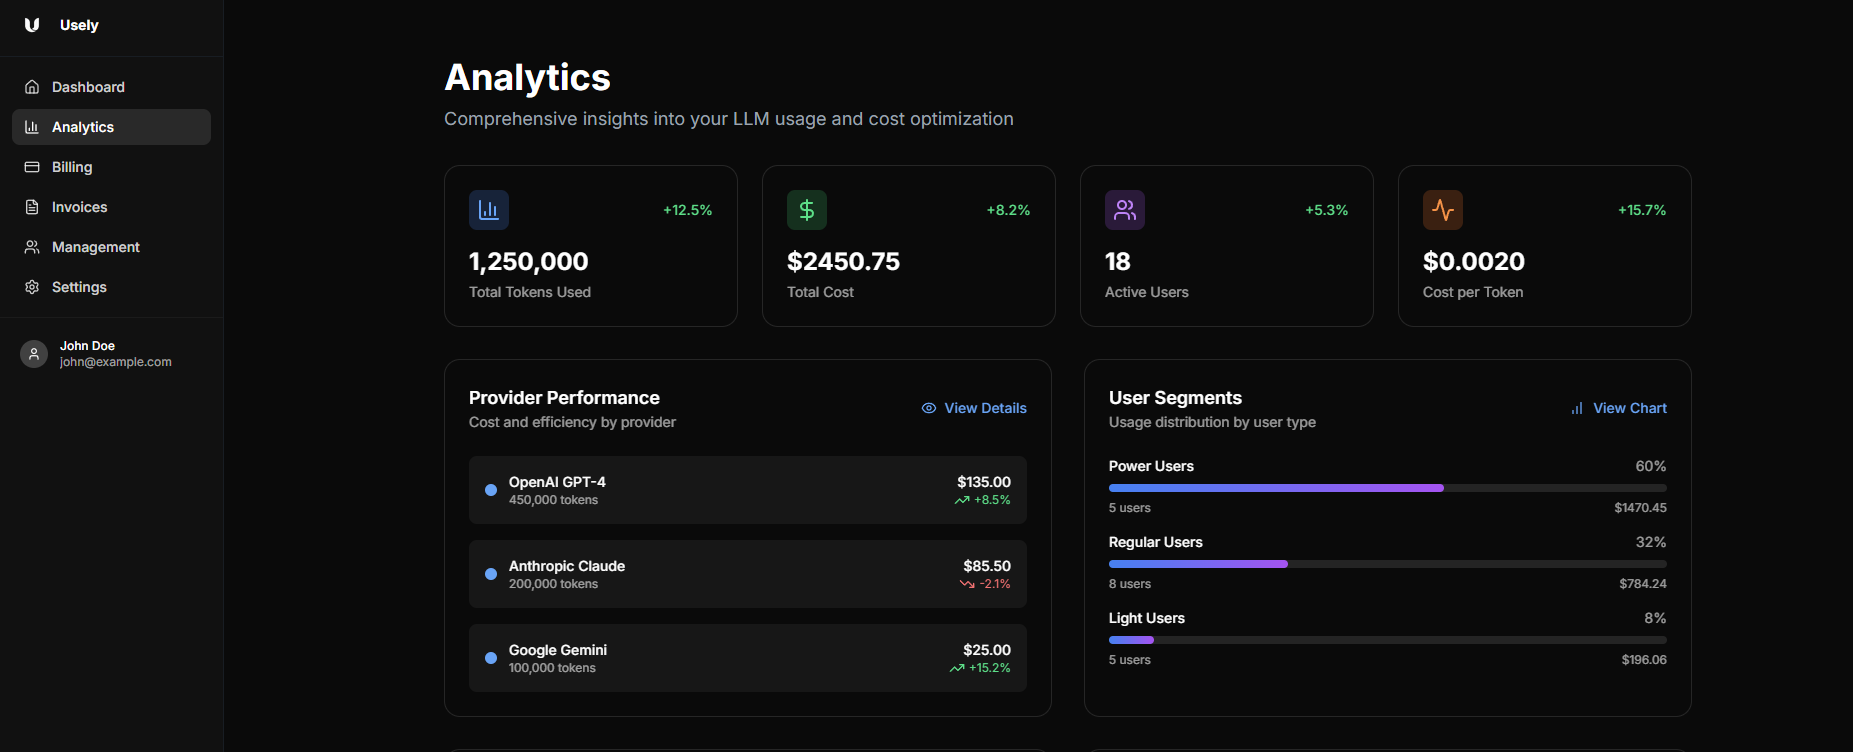 Usely
Dashboard
Analytics
Billing
Invoices
Management
Settings
John Doe
john@example.com
Analytics
Comprehensive insights into your LLM usage and cost optimization
+12.5%
1,250,000
Total Tokens Used
+8.2%
$2450.75
Total Cost
+5.3%
18
Active Users
+15.7%
$0.0020
Cost per Token
Provider Performance
Cost and efficiency by provider
View Details
OpenAI GPT-4
450,000 tokens
$135.00
+8.5%
Anthropic Claude
200,000 tokens
$85.50
-2.1%
Google Gemini
100,000 tokens
$25.00
+15.2%
User Segments
Usage distribution by user type
View Chart
Power Users
60%
5 users
$1470.45
Regular Users
32%
8 users
$784.24
Light Users
8%
5 users
$196.06